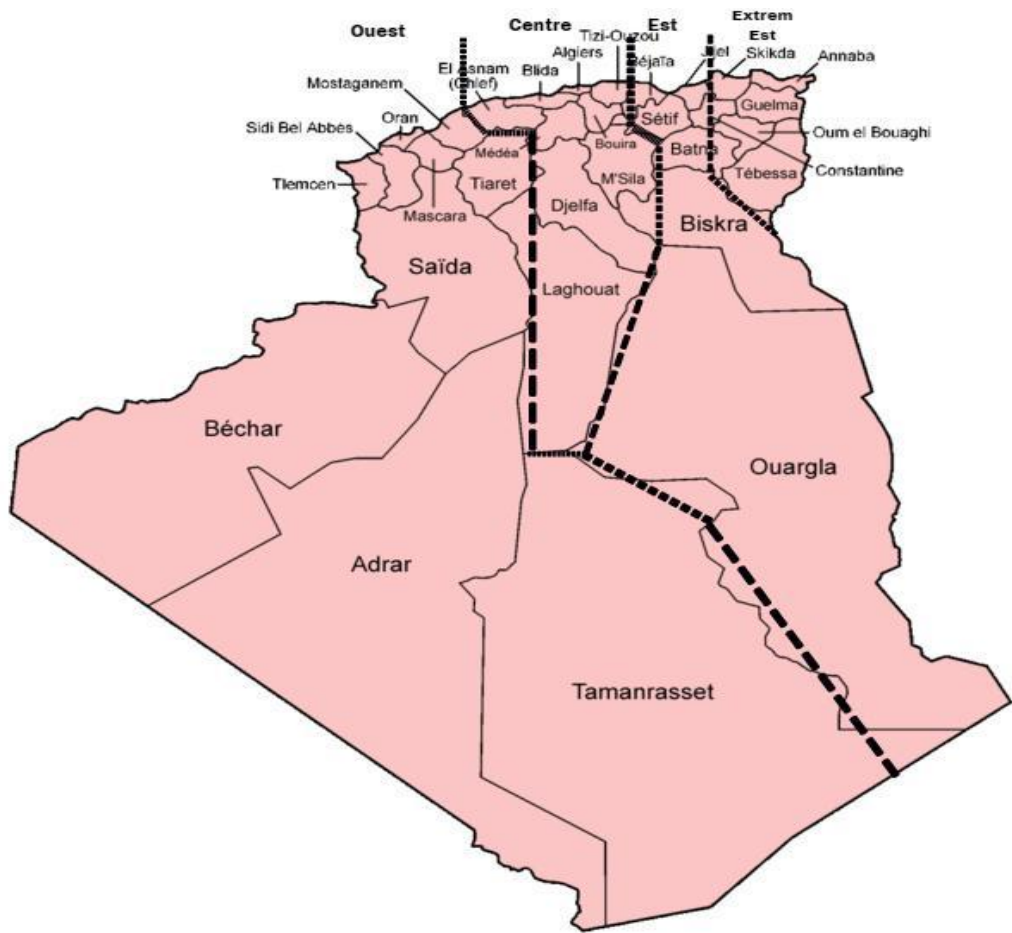 Ouest
Centre
Est
Extrem
Est
Tizi-Ouzou
Algiers
Béjaïa
Jijel
Skikda
Annaba
El Asnam
(Chlef)
Blida
Mostaganem
Guelma
Oran
Sétif
Sidi Bel Abbès
Oum el Bouaghi
Médéa
Bouira
Batna
Constantine
Tlemcen
Tiaret
M'Sila
Tébessa
Mascara
Djelfa
Biskra
Saïda
Laghouat
Béchar
Ouargla
Adrar
Tamanrasset